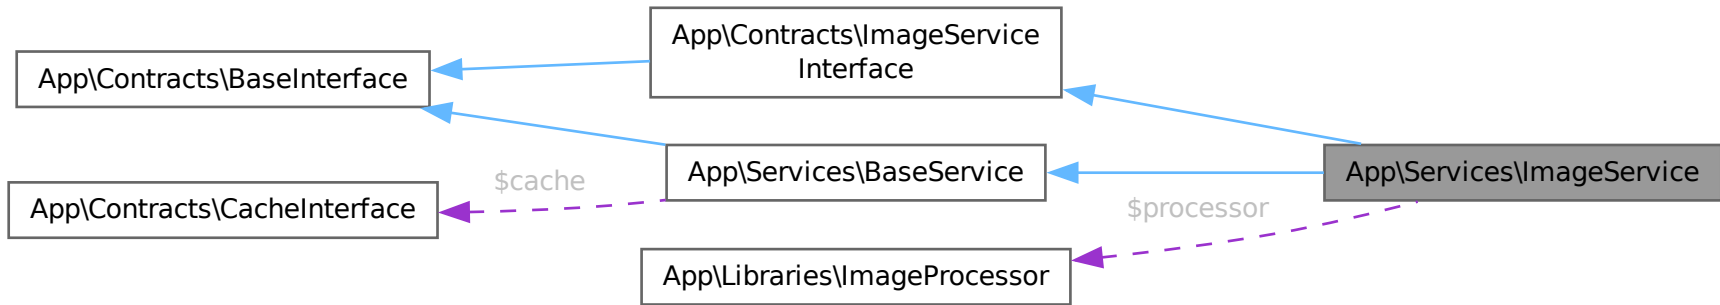 App\Contracts\ImageService
Interface
App\Contracts\BaseInterface
App\Services\BaseService
App\Services\ImageService
$cache
App\Contracts\CacheInterface
$processor
App\Libraries\ImageProcessor